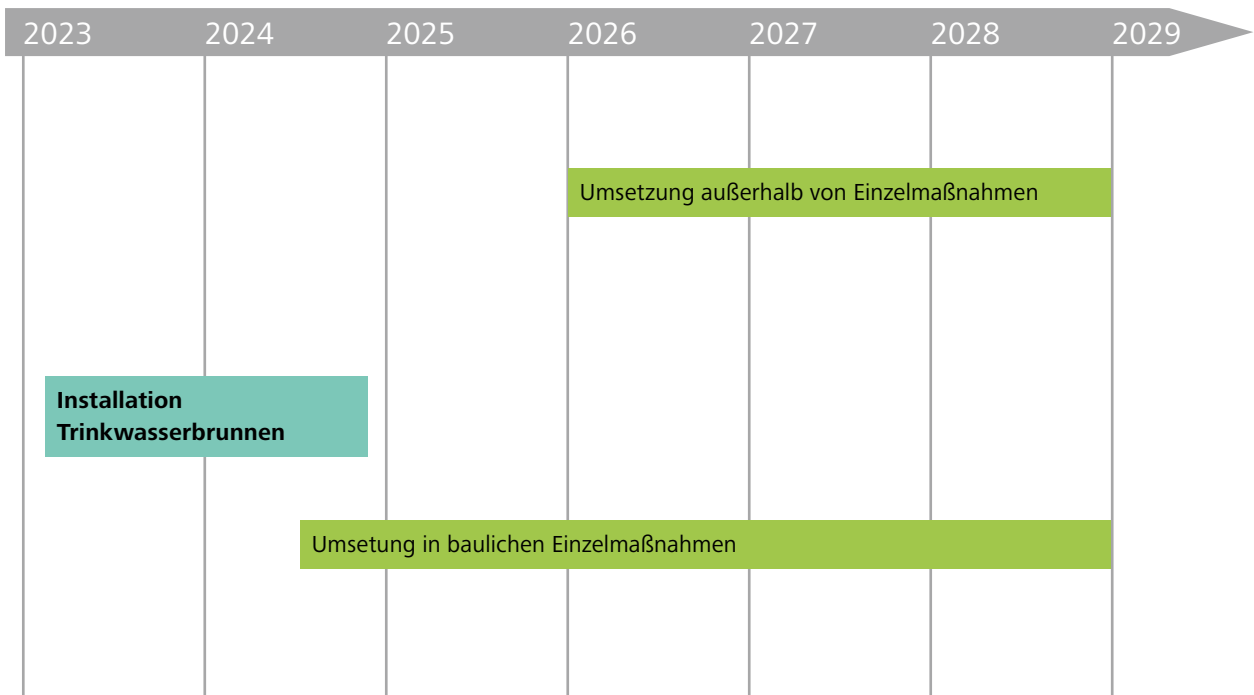 2023 2024 2025 2026 2027 2028 2029
Umsetzung außerhalb von Einzelmaßnahmen
Installation
Trinkwasserbrunnen
Umsetung in baulichen Einzelmaßnahmen